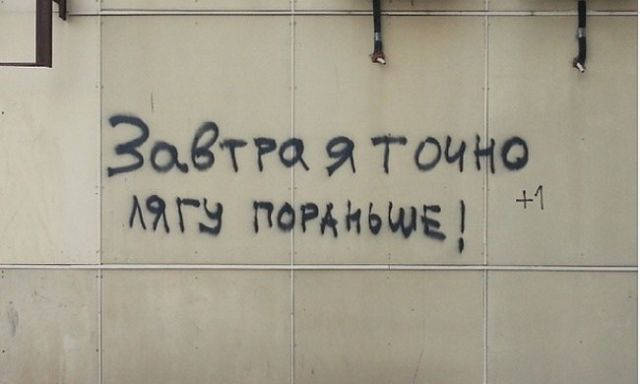 Завтра я точно
лягу пораньше!
+1